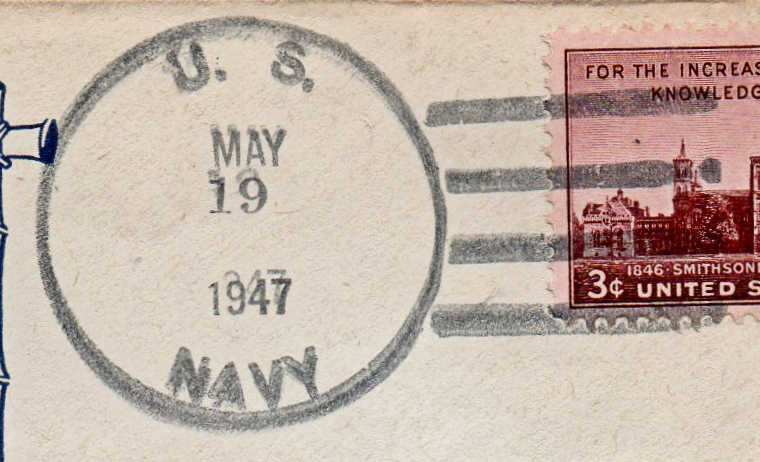 U. S.
MAY
19
1947
NAVY
FOR THE INCREAS
KNOWLEDG
1846·SMITHSONI
3¢ UNITED S